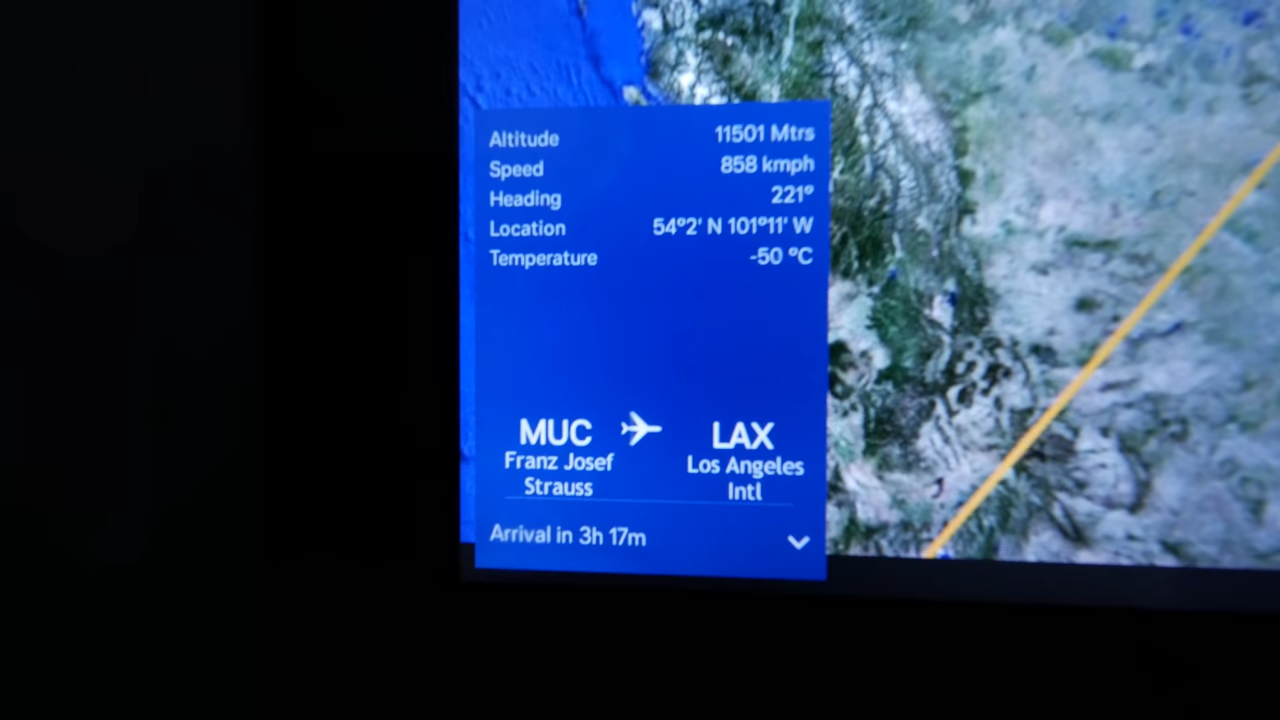 Altitude 11501 Mtrs
Speed 858 kmph
Heading 221°
Location 54°2' N 101°11' W
Temperature -50 °C
MUC LAX
Franz Josef Los Angeles
Strauss Intl
Arrival in 3h 17m